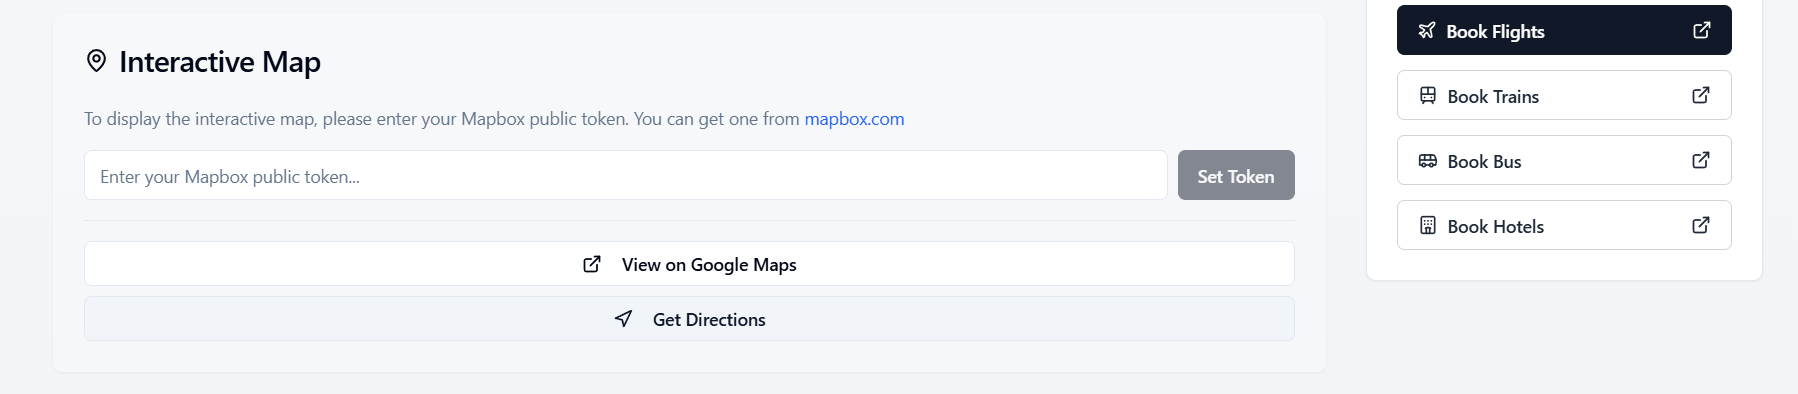 Interactive Map
To display the interactive map, please enter your Mapbox public token. You can get one from mapbox.com
Enter your Mapbox public token...
Set Token
View on Google Maps
Get Directions
Book Flights
Book Trains
Book Bus
Book Hotels